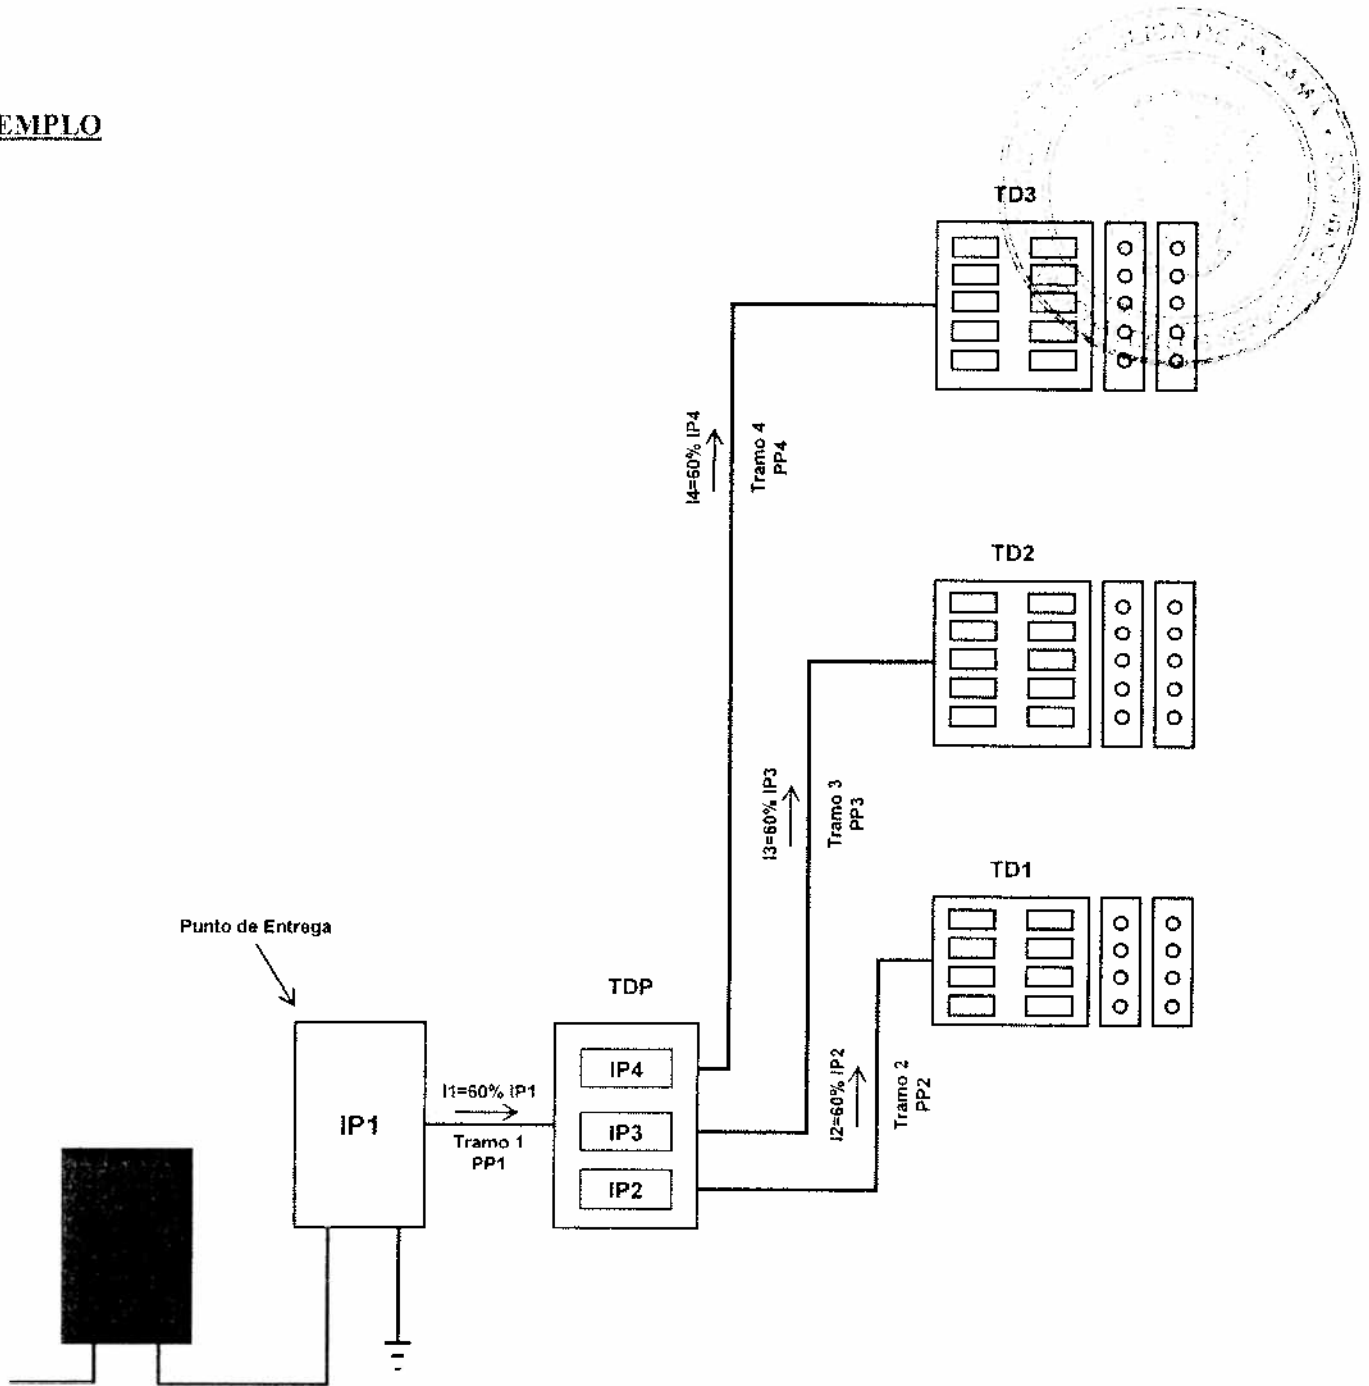 EMPLO
TD3
I4=60% IP4
Tramo 4
PP4
TD2
I3=60% IP3
Tramo 3
PP3
TD1
Punto de Entrega
TDP
I2=60% IP2
Tramo 2
PP2
IP4
I1=60% IP1
IP1
Tramo 1
PP1
IP3
IP2